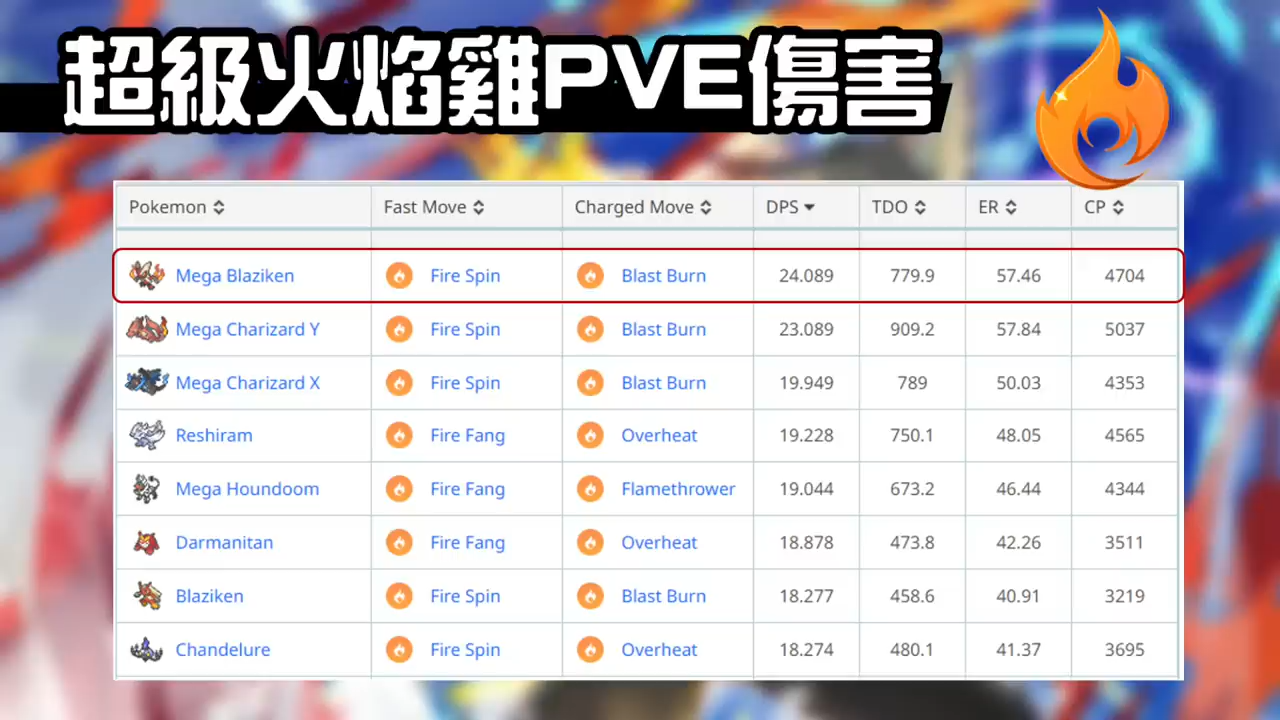 超級火焰雞PVE傷害
Pokemon Fast Move Charged Move DPS TDO ER CP
Mega Blaziken Fire Spin Blast Burn 24.089 779.9 57.46 4704
Mega Charizard Y Fire Spin Blast Burn 23.089 909.2 57.84 5037
Mega Charizard X Fire Spin Blast Burn 19.949 789 50.03 4353
Reshiram Fire Fang Overheat 19.228 750.1 48.05 4565
Mega Houndoom Fire Fang Flamethrower 19.044 673.2 46.44 4344
Darmanitan Fire Fang Overheat 18.878 473.8 42.26 3511
Blaziken Fire Spin Blast Burn 18.277 458.6 40.91 3219
Chandelure Fire Spin Overheat 18.274 480.1 41.37 3695